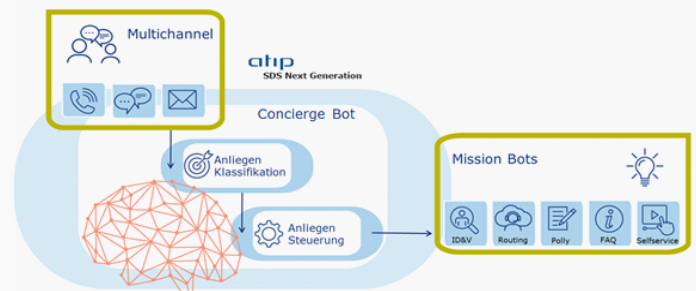 Multichannel
atip
SDS Next Generation
Concierge Bot
Anliegen
Klassifikation
Anliegen
Steuerung
Mission Bots
ID&V
Routing
Polly
FAQ
Selfservice